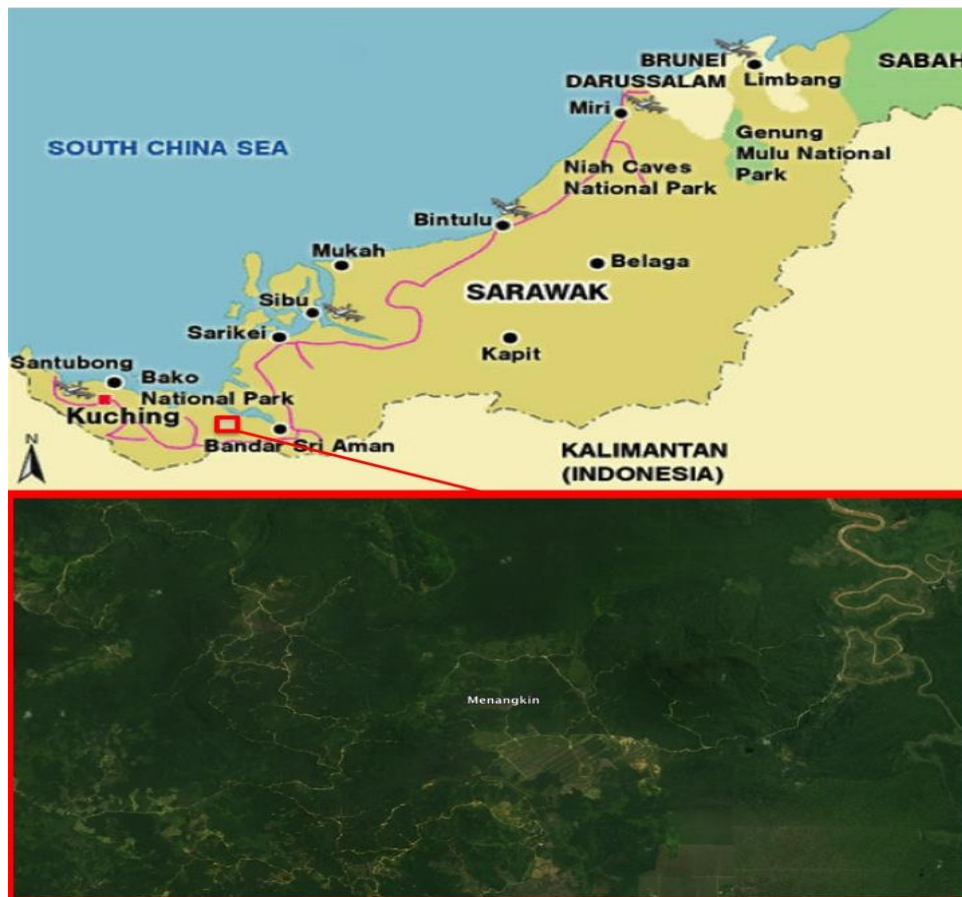 BRUNEI
DARUSSALAM
SABAH
Limbang
Miri
SOUTH CHINA SEA
Genung
Mulu National
Park
Niah Caves
National Park
Bintulu
Mukah
Belaga
Sibu
SARAWAK
Sarikei
Kapit
Santubong
Bako
National Park
Kuching
N
Bandar Sri Aman
KALIMANTAN
(INDONESIA)
Menangkin